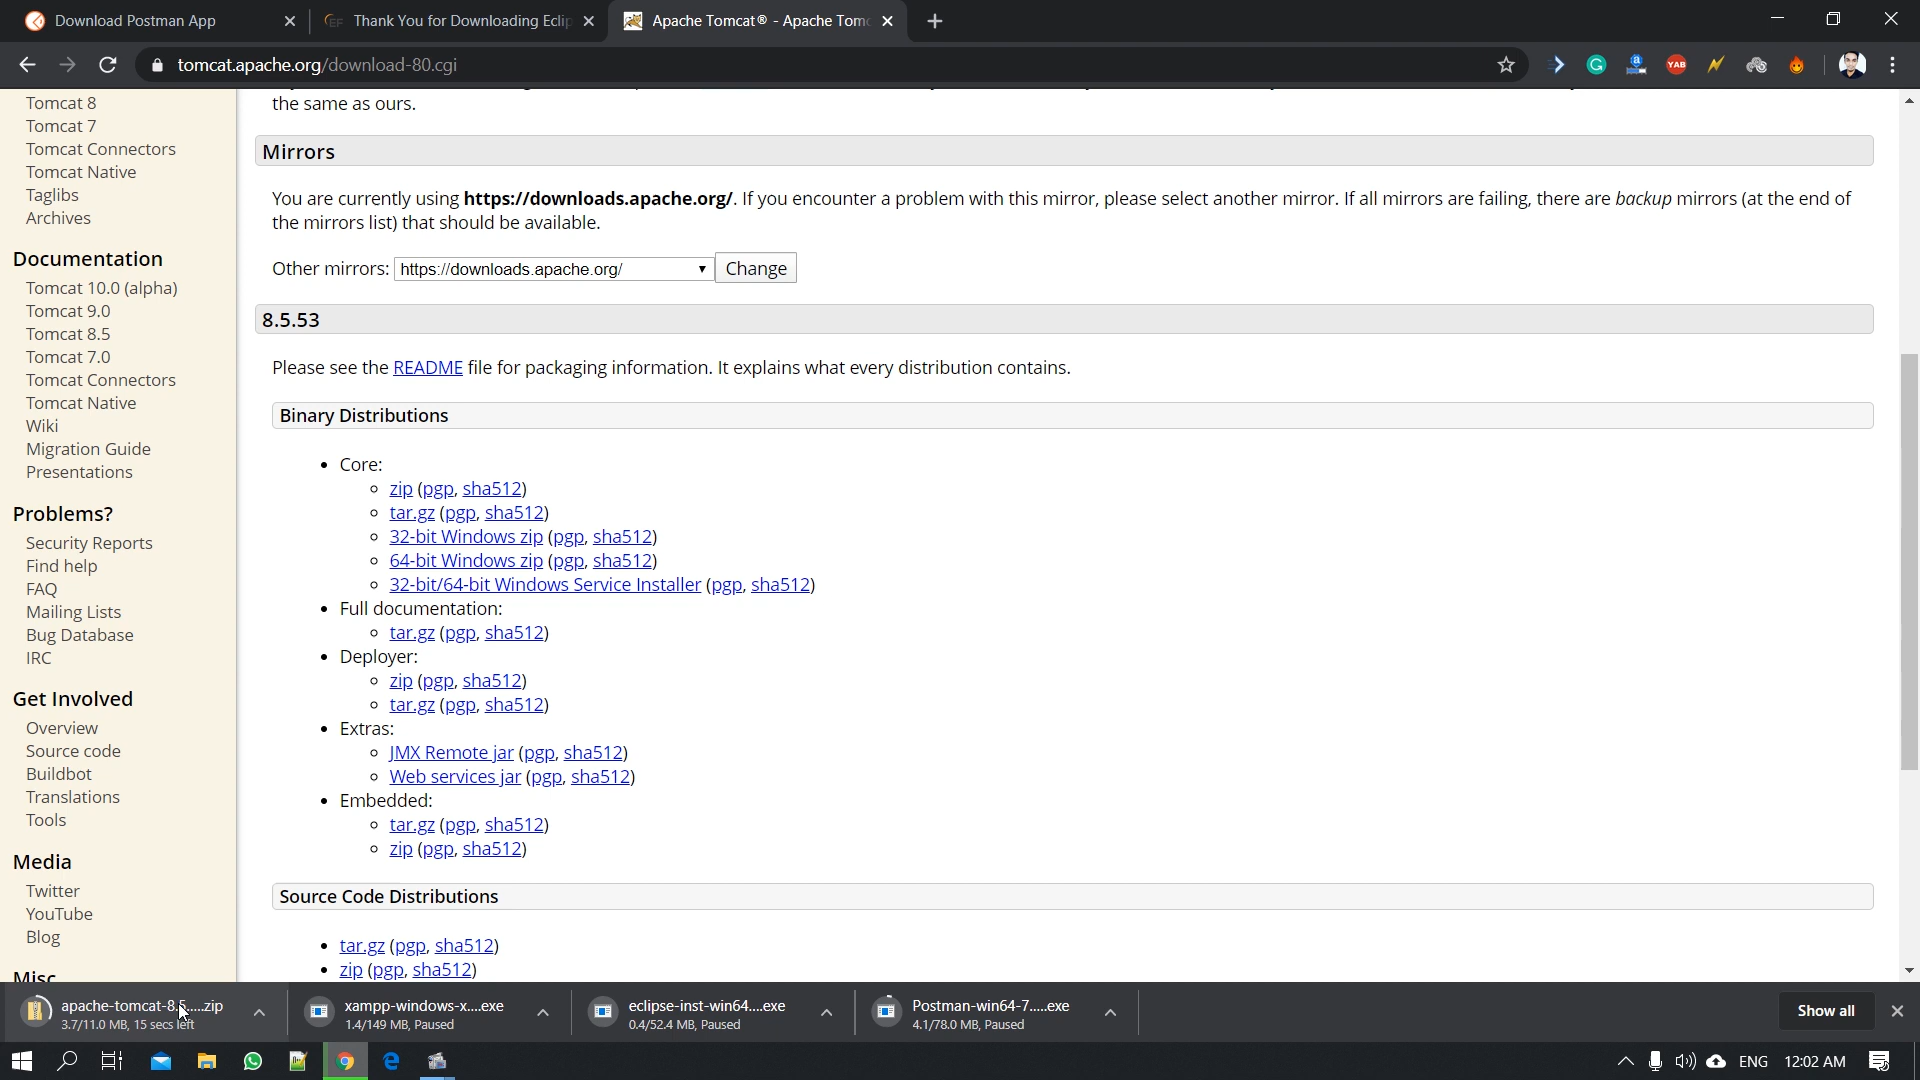 Download Postman App
Thank You for Downloading Eclip
Apache Tomcat® - Apache Tomc
tomcat.apache.org/download-80.cgi
Tomcat 8
Tomcat 7
Tomcat Connectors
Tomcat Native
Taglibs
Archives
Documentation
Tomcat 10.0 (alpha)
Tomcat 9.0
Tomcat 8.5
Tomcat 7.0
Tomcat Connectors
Tomcat Native
Wiki
Migration Guide
Presentations
Problems?
Security Reports
Find help
FAQ
Mailing Lists
Bug Database
IRC
Get Involved
Overview
Source code
Buildbot
Translations
Tools
Media
Twitter
YouTube
Blog
Misc
the same as ours.
Mirrors
You are currently using https://downloads.apache.org/. If you encounter a problem with this mirror, please select another mirror. If all mirrors are failing, there are backup mirrors (at the end of
the mirrors list) that should be available.
Other mirrors: https://downloads.apache.org/ Change
8.5.53
Please see the README file for packaging information. It explains what every distribution contains.
Binary Distributions
Core:
zip (pgp, sha512)
tar.gz (pgp, sha512)
32-bit Windows zip (pgp, sha512)
64-bit Windows zip (pgp, sha512)
32-bit/64-bit Windows Service Installer (pgp, sha512)
Full documentation:
tar.gz (pgp, sha512)
Deployer:
zip (pgp, sha512)
tar.gz (pgp, sha512)
Extras:
JMX Remote jar (pgp, sha512)
Web services jar (pgp, sha512)
Embedded:
tar.gz (pgp, sha512)
zip (pgp, sha512)
Source Code Distributions
tar.gz (pgp, sha512)
zip (pgp, sha512)
apache-tomcat-8.5....zip
3.7/11.0 MB, 15 secs left
xampp-windows-x....exe
1.4/149 MB, Paused
eclipse-inst-win64....exe
0.4/52.4 MB, Paused
Postman-win64-7.....exe
4.1/78.0 MB, Paused
Show all
ENG
12:02 AM